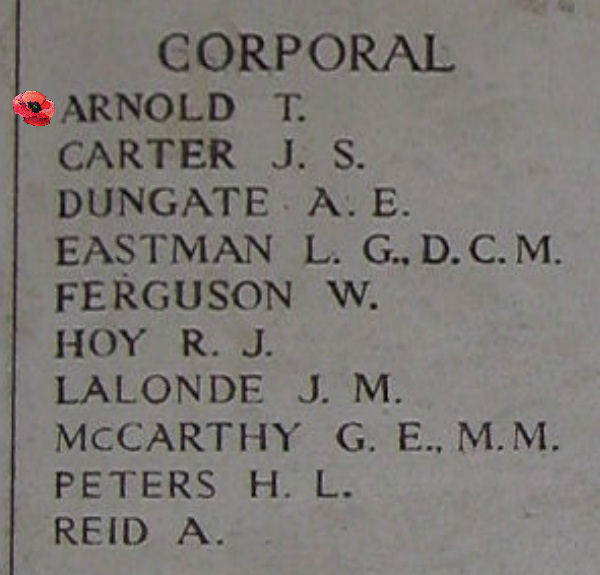 CORPORAL
ARNOLD T.
CARTER J. S.
DUNGATE A. E.
EASTMAN L. G., D.C.M.
FERGUSON W.
HOY R. J.
LALONDE J. M.
McCARTHY G. E., M.M.
PETERS H. L.
REID A.